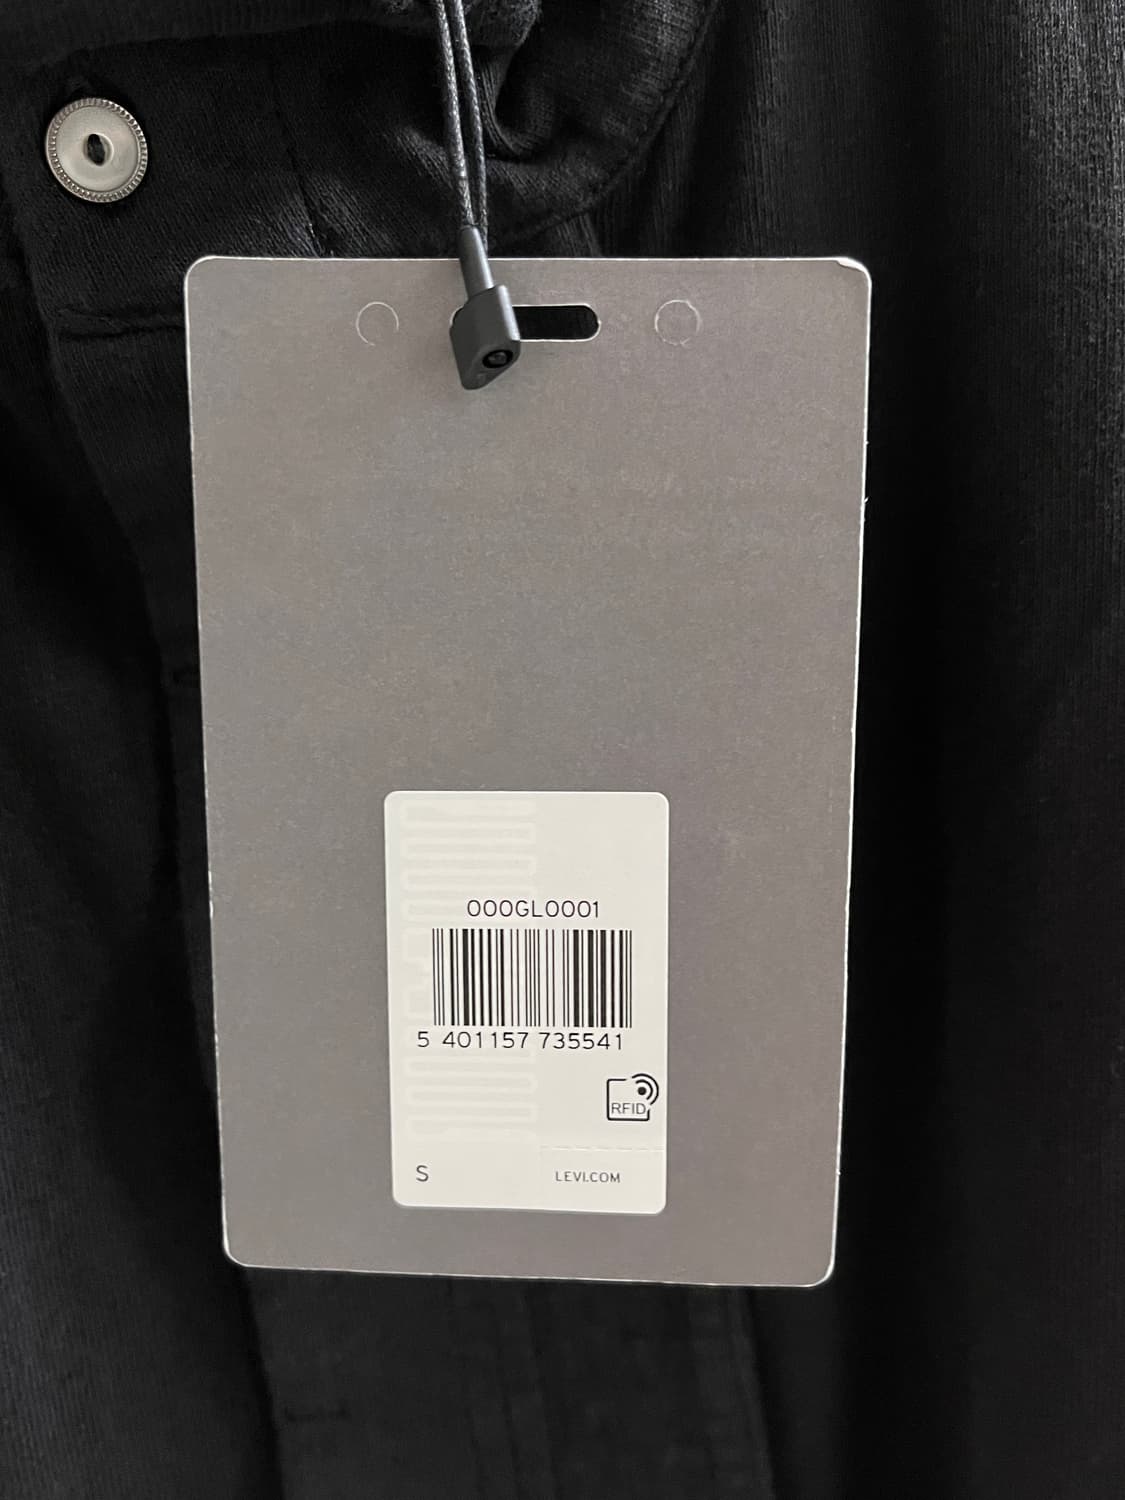 000GL0001
5 401157 735541
RFID
S
LEVI.COM